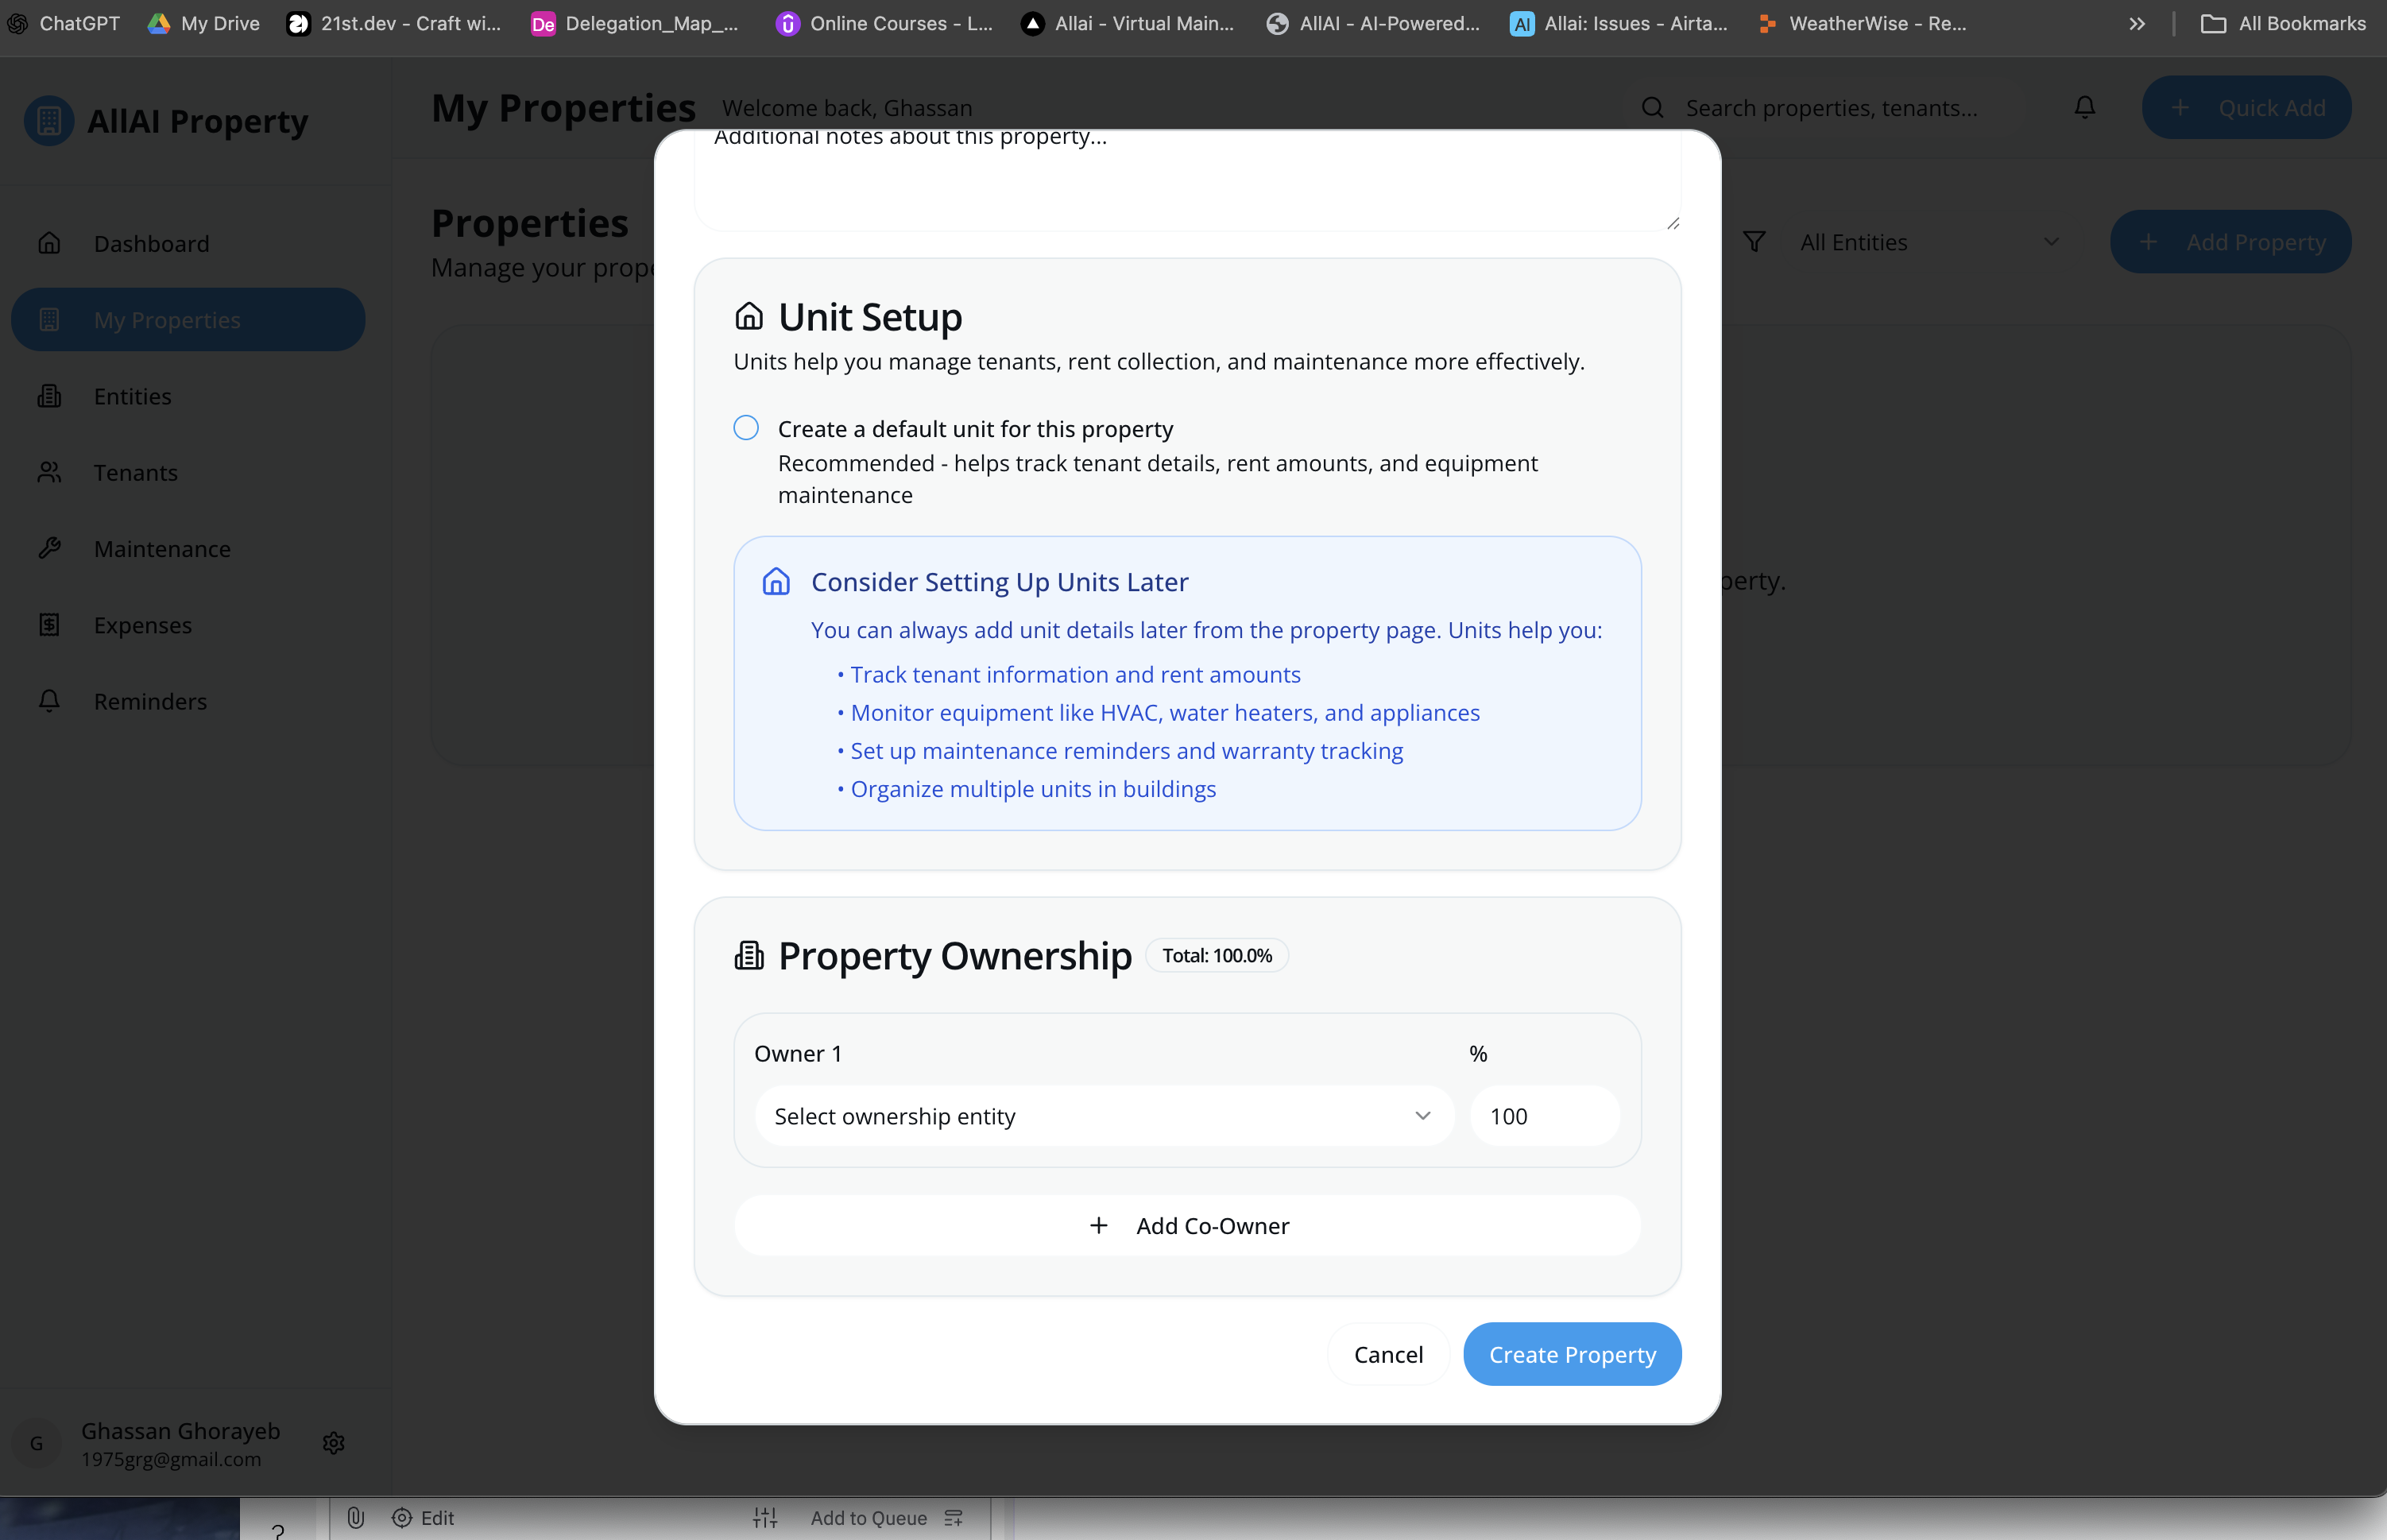 ChatGPT
My Drive
21st.dev - Craft wi...
De
Delegation_Map_-...
Online Courses - L...
Allai - Virtual Main...
AllAI - AI-Powered...
AI
Allai: Issues - Airta...
WeatherWise - Re...
All Bookmarks
AllAI Property
Dashboard
My Properties
Entities
Tenants
Maintenance
Expenses
Reminders
G
Ghassan Ghorayeb
1975grg@gmail.com
My Properties
Welcome back, Ghassan
Search properties, tenants...
+ Quick Add
Properties
Manage your prope
All Entities
+ Add Property
perty.
Additional notes about this property...
Unit Setup
Units help you manage tenants, rent collection, and maintenance more effectively.
Create a default unit for this property
Recommended - helps track tenant details, rent amounts, and equipment
maintenance
Consider Setting Up Units Later
You can always add unit details later from the property page. Units help you:
• Track tenant information and rent amounts
• Monitor equipment like HVAC, water heaters, and appliances
• Set up maintenance reminders and warranty tracking
• Organize multiple units in buildings
Property Ownership
Total: 100.0%
Owner 1
%
Select ownership entity
100
+ Add Co-Owner
Cancel
Create Property
?
Edit
Add to Queue